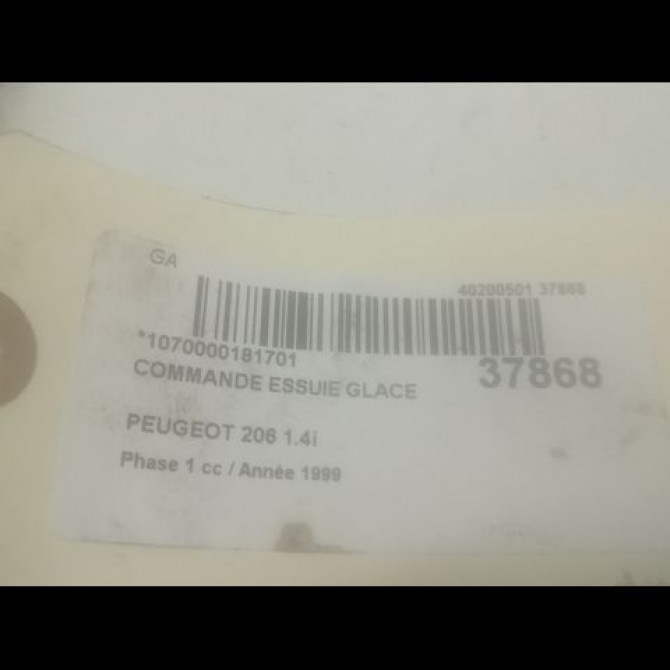 GA
40200501 37868
*1070000181701
37868
COMMANDE ESSUIE GLACE
PEUGEOT 206 1.4i
Phase 1 cc / Année 1999